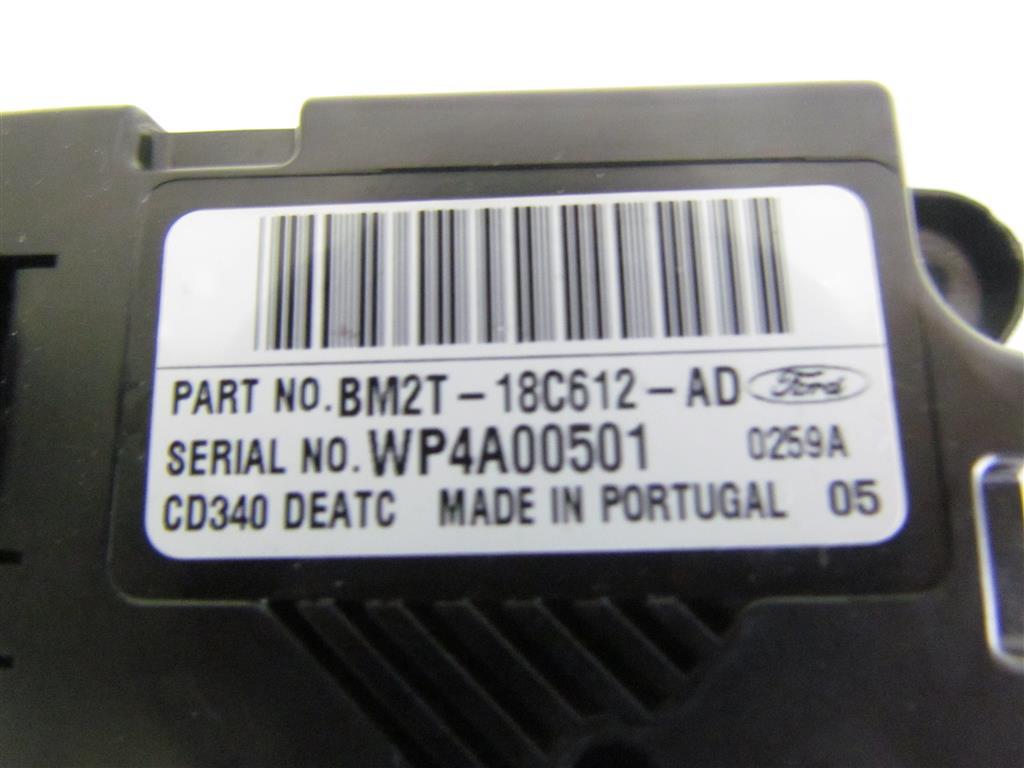 PART NO. BM2T-18C612-AD Ford
SERIAL NO. WP4A00501 0259A
CD340 DEATC MADE IN PORTUGAL 05